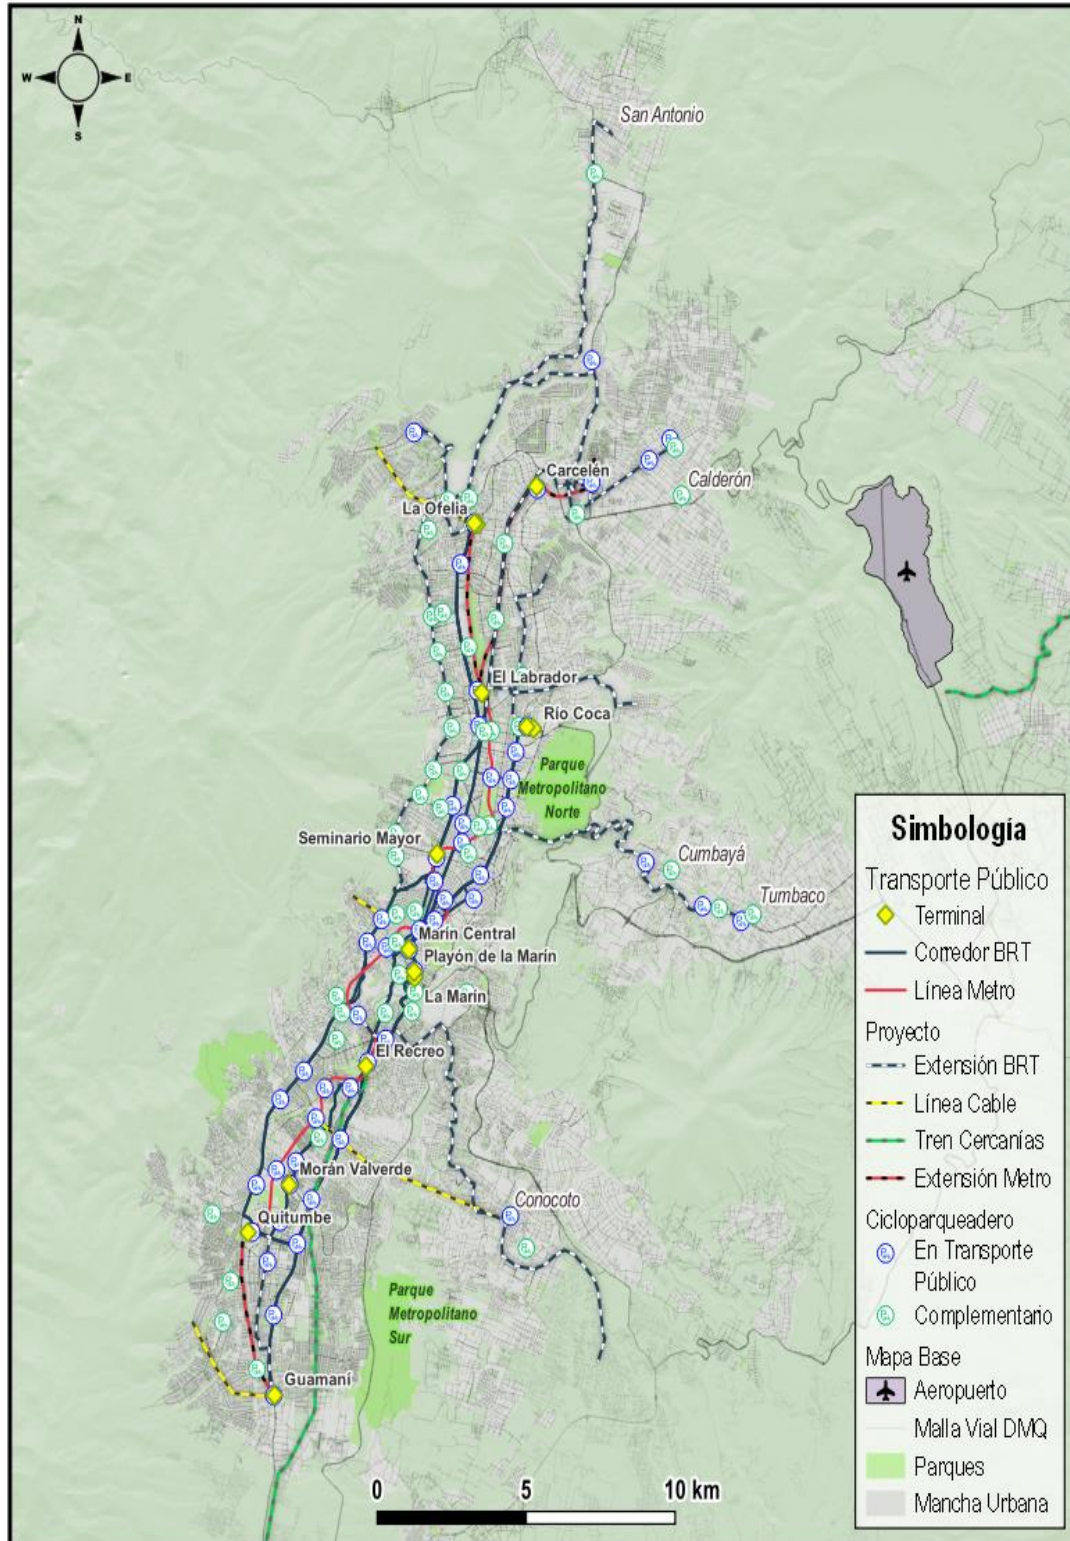 N
W
E
S
San Antonio
Carcelén
Calderón
La Ofelia
El Labrador
Río Coca
Parque
Metropolitano
Norte
Seminario Mayor
Cumbayá
Tumbaco
Marín Central
Playón de la Marín
La Marín
El Recreo
Morán Valverde
Conocoto
Quitumbe
Parque
Metropolitano
Sur
Guamaní
0 5 10 km
Simbología
Transporte Público
Terminal
Corredor BRT
Línea Metro
Proyecto
Extensión BRT
Línea Cable
Tren Cercanías
Extensión Metro
Cicloparqueadero
En Transporte
Público
Complementario
Mapa Base
Aeropuerto
Malla Vial DMQ
Parques
Mancha Urbana